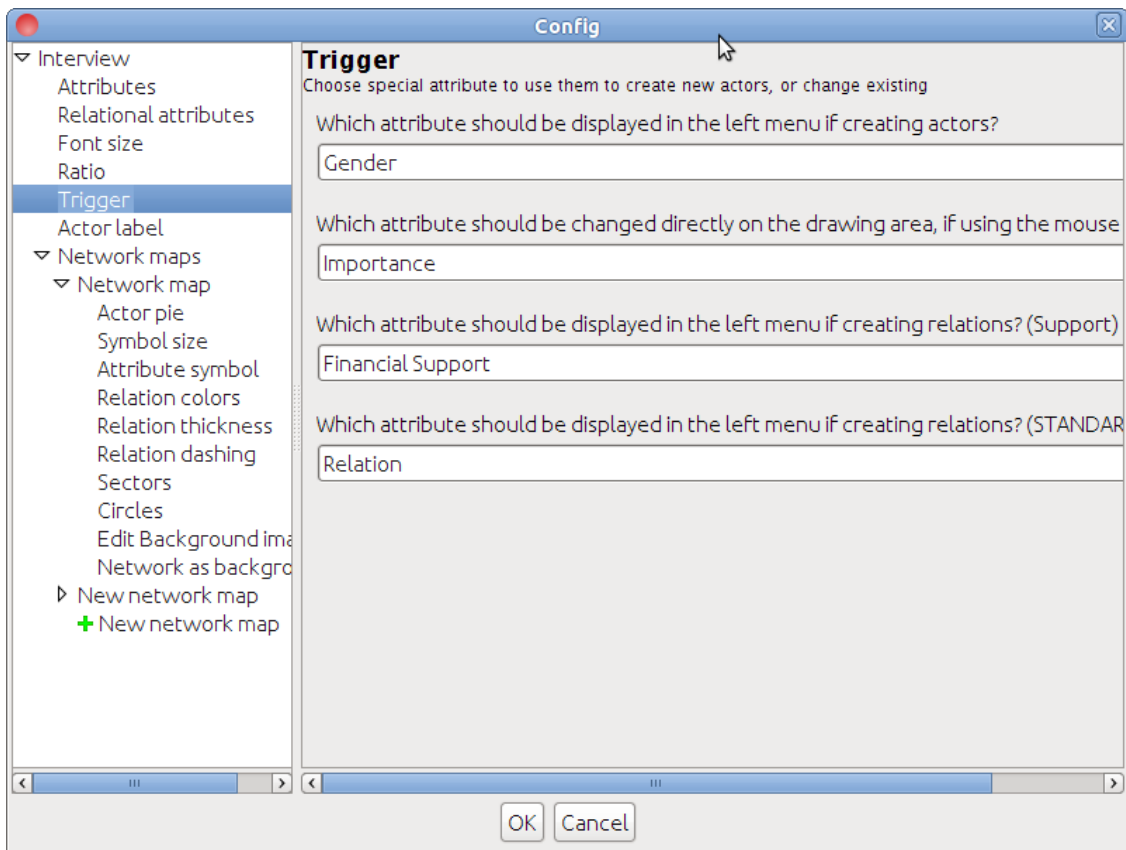 Config
Interview
Attributes
Relational attributes
Font size
Ratio
Trigger
Actor label
Network maps
Network map
Actor pie
Symbol size
Attribute symbol
Relation colors
Relation thickness
Relation dashing
Sectors
Circles
Edit Background ima
Network as backgro
New network map
New network map
Trigger
Choose special attribute to use them to create new actors, or change existing
Which attribute should be displayed in the left menu if creating actors?
Gender
Which attribute should be changed directly on the drawing area, if using the mouse
Importance
Which attribute should be displayed in the left menu if creating relations? (Support)
Financial Support
Which attribute should be displayed in the left menu if creating relations? (STANDAR
Relation
OK Cancel